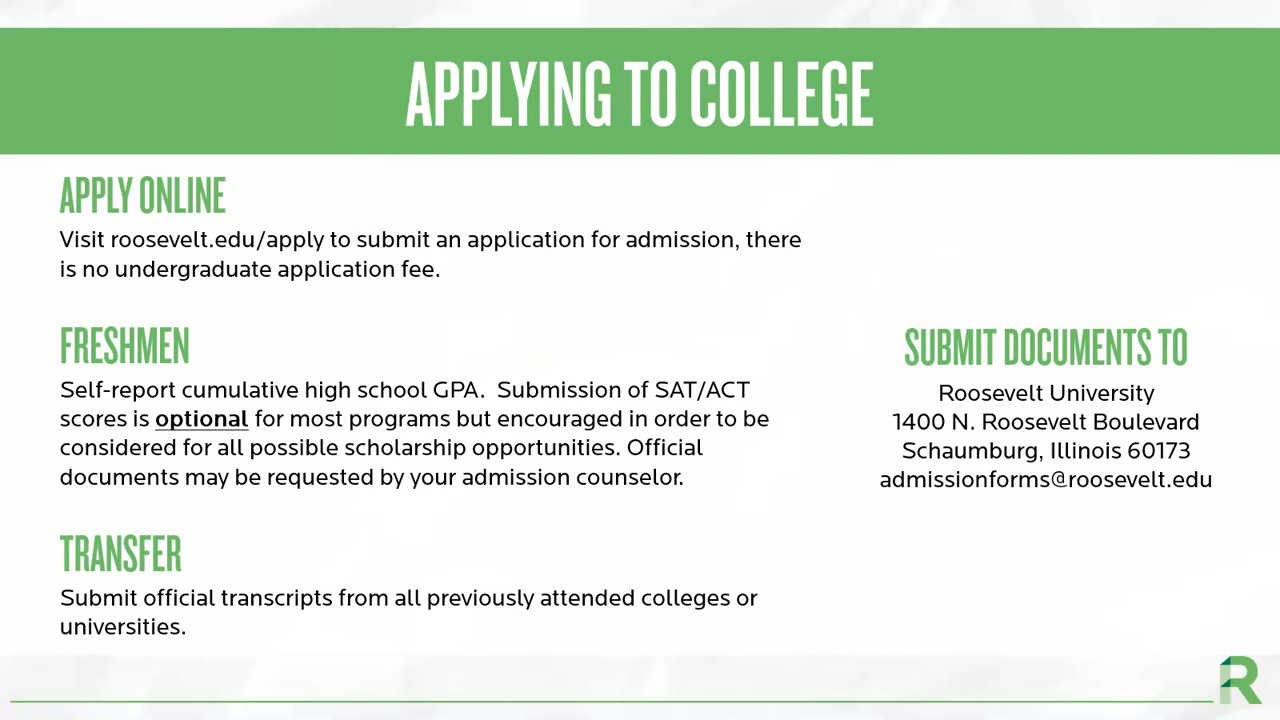 APPLYING TO COLLEGE
APPLY ONLINE
Visit roosevelt.edu/apply to submit an application for admission, there
is no undergraduate application fee.
FRESHMEN
Self-report cumulative high school GPA.  Submission of SAT/ACT
scores is optional for most programs but encouraged in order to be
considered for all possible scholarship opportunities. Official
documents may be requested by your admission counselor.
TRANSFER
Submit official transcripts from all previously attended colleges or
universities.
SUBMIT DOCUMENTS TO
Roosevelt University
1400 N. Roosevelt Boulevard
Schaumburg, Illinois 60173
admissionforms@roosevelt.edu
R